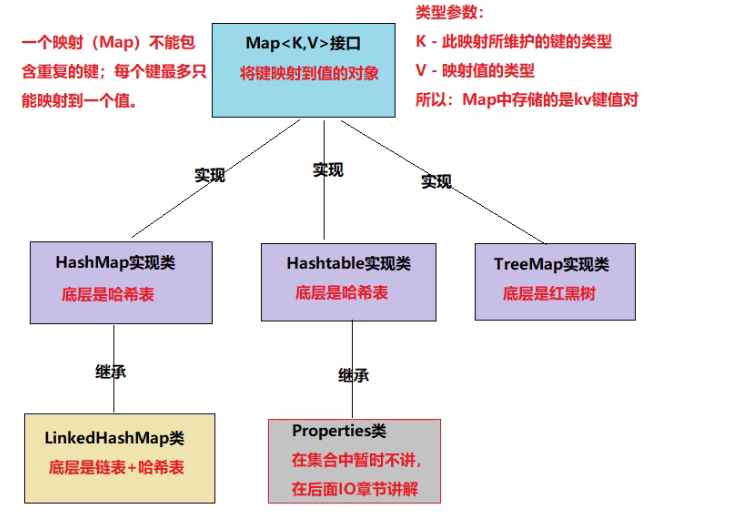 一个映射（Map）不能包
含重复的键；每个键最多只
能映射到一个值。
Map<K,V>接口
将键映射到值的对象
类型参数：
K - 此映射所维护的键的类型
V - 映射值的类型
所以：Map中存储的是kv键值对
实现
实现
实现
HashMap实现类
底层是哈希表
Hashtable实现类
底层是哈希表
TreeMap实现类
底层是红黑树
继承
继承
LinkedHashMap类
底层是链表+哈希表
Properties类
在集合中暂时不讲，
在后面IO章节讲解